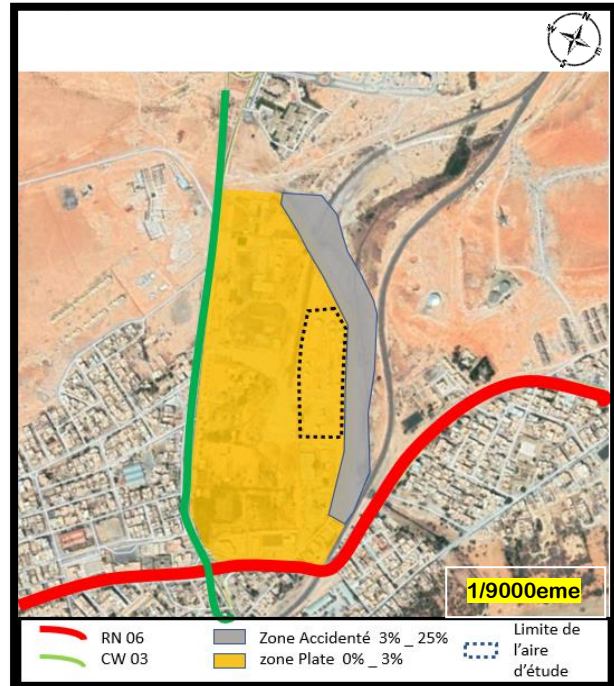 N
W E
S
1/9000eme
RN 06
CW 03
Zone Accidenté 3% _ 25%
zone Plate 0% _ 3%
Limite de
l'aire
d'étude